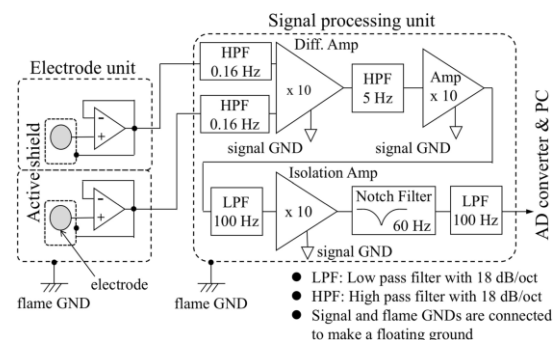 Signal processing unit
Electrode unit
HPF
0.16 Hz
Diff. Amp
x 10
HPF
5 Hz
Amp
x 10
HPF
0.16 Hz
signal GND
signal GND
Active shield
Isolation Amp
LPF
100 Hz
x 10
Notch Filter
60 Hz
LPF
100 Hz
AD converter & PC
signal GND
electrode
flame GND
flame GND
● LPF: Low pass filter with 18 dB/oct
● HPF: High pass filter with 18 dB/oct
● Signal and flame GNDs are connected
to make a floating ground